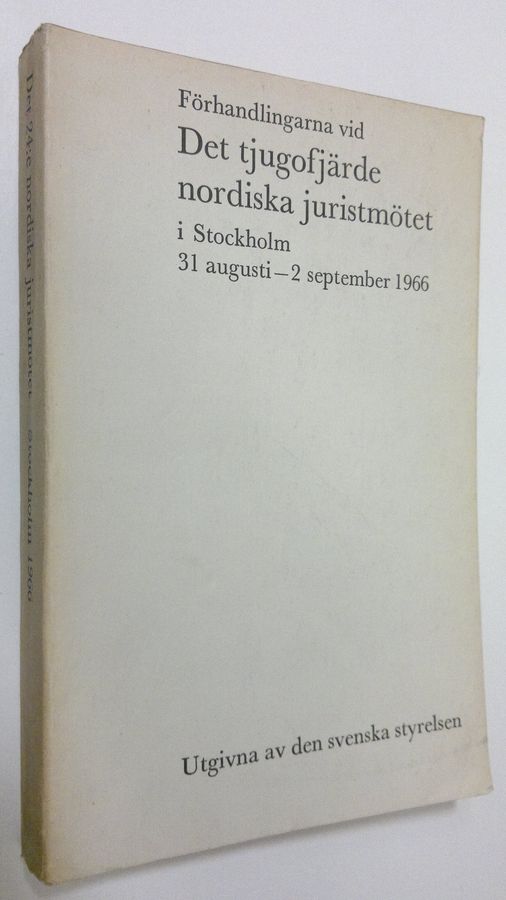 Förhandlingarna vid
Det tjugofjärde
nordiska juristmötet
i Stockholm
31 augusti – 2 september 1966
Utgivna av den svenska styrelsen
Det 24:e nordiska juristmötet Stockholm 1966